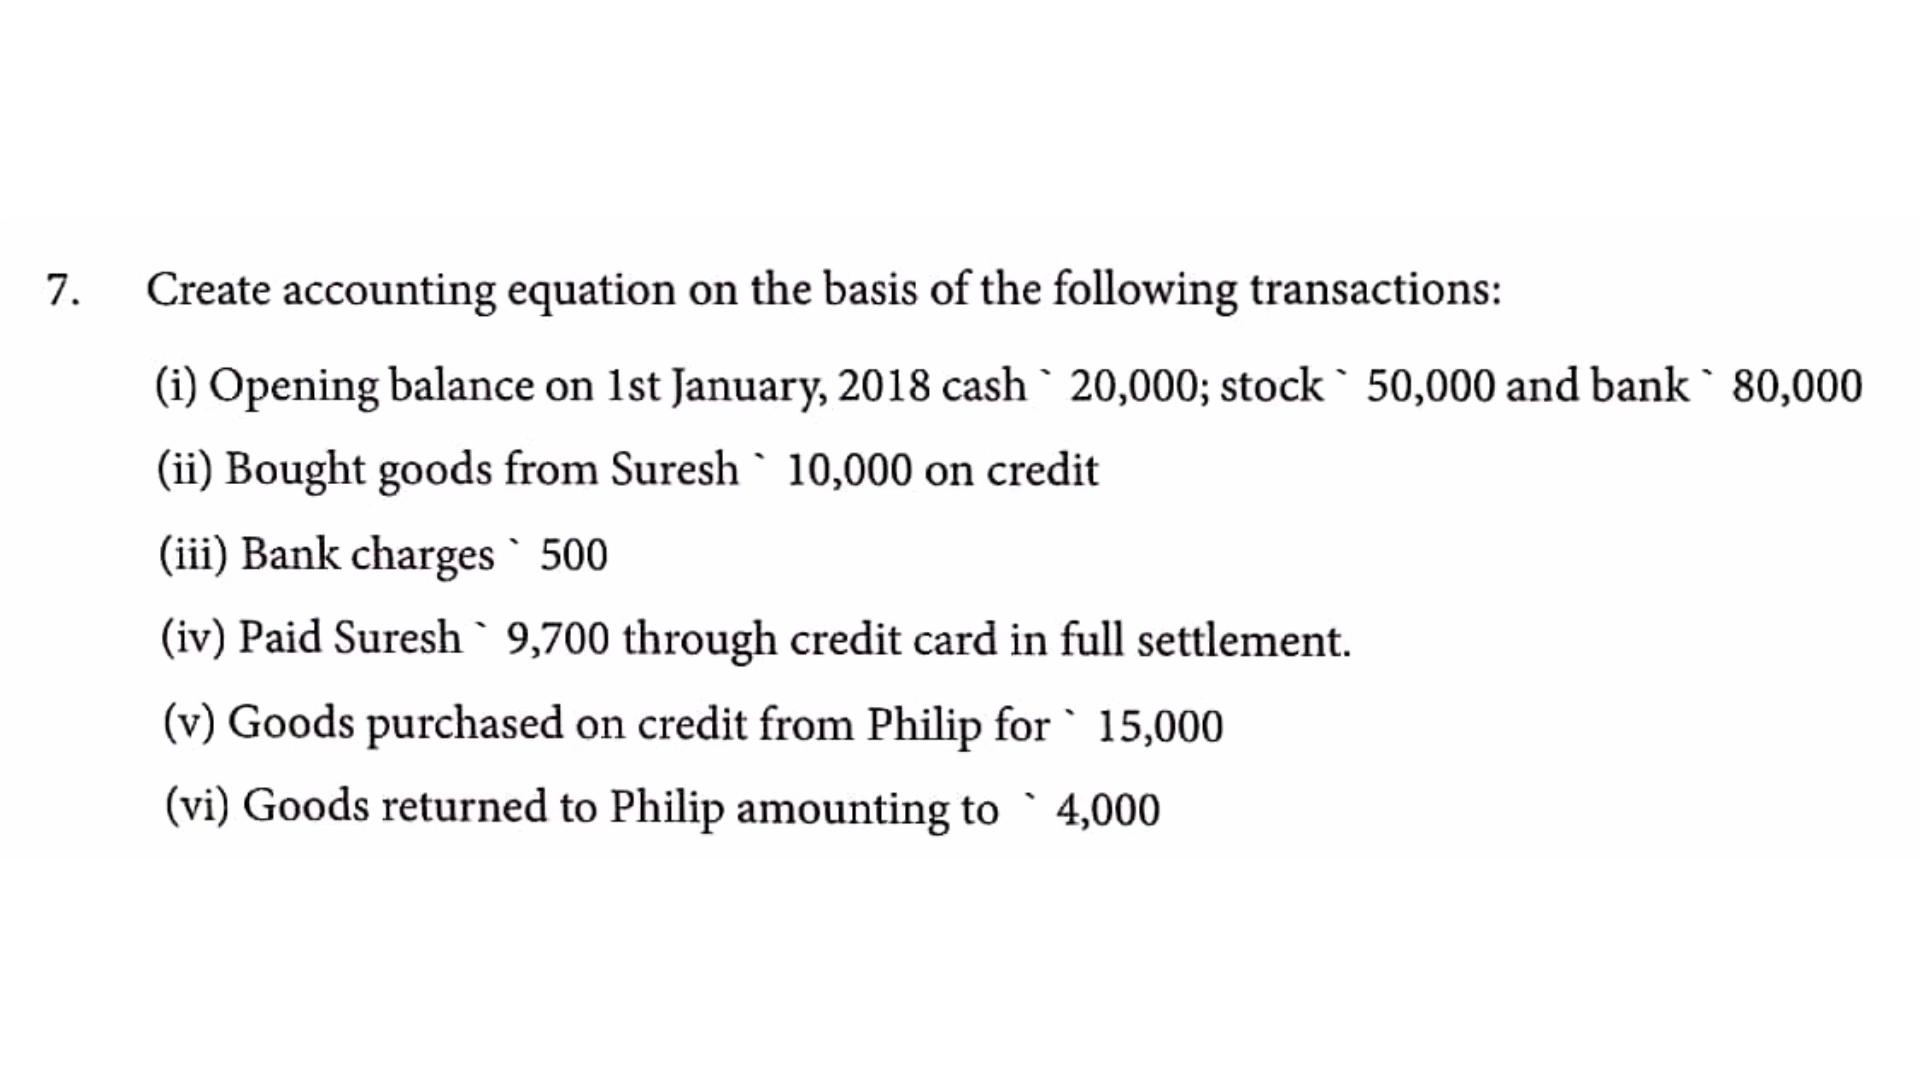 7. Create accounting equation on the basis of the following transactions:
(i) Opening balance on 1st January, 2018 cash ` 20,000; stock ` 50,000 and bank ` 80,000
(ii) Bought goods from Suresh ` 10,000 on credit
(iii) Bank charges ` 500
(iv) Paid Suresh ` 9,700 through credit card in full settlement.
(v) Goods purchased on credit from Philip for ` 15,000
(vi) Goods returned to Philip amounting to ` 4,000